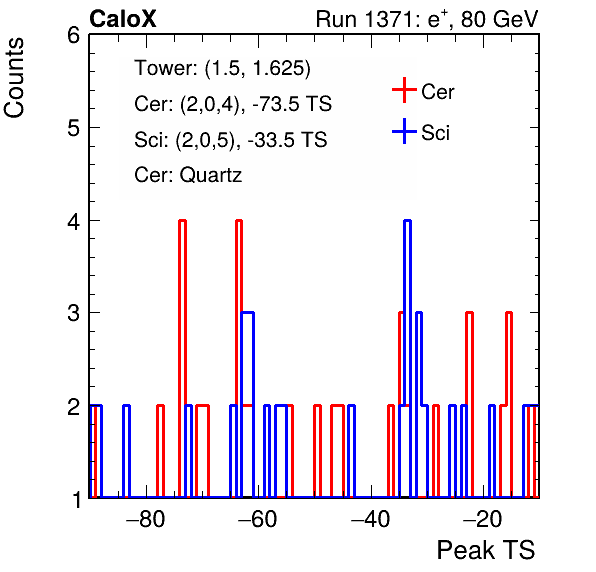 CaloX Run 1371: e⁺, 80 GeV
Counts
Tower: (1.5, 1.625)
Cer: (2,0,4), -73.5 TS
Sci: (2,0,5), -33.5 TS
Cer: Quartz
Cer
Sci
6
5
4
3
2
1
−80 −60 −40 −20
Peak TS